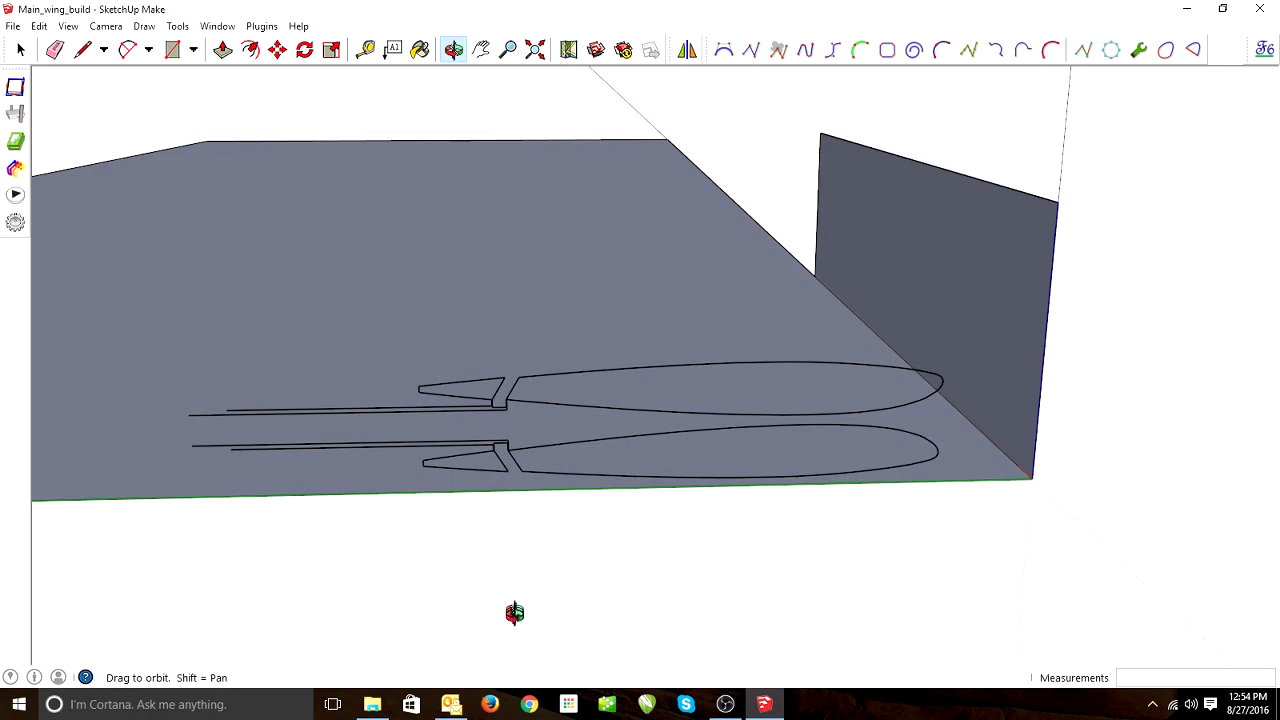 Main_wing_build - SketchUp Make
File Edit View Camera Draw Tools Window Plugins Help
A1
Drag to orbit. Shift = Pan
Measurements
I'm Cortana. Ask me anything.
12:54 PM
8/27/2016